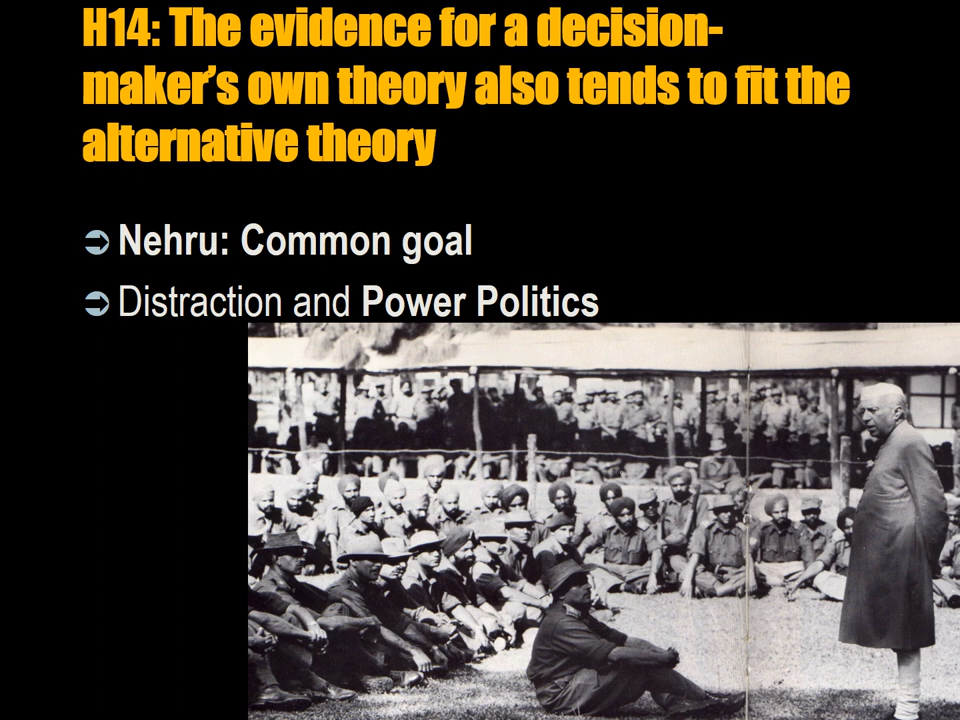 H14: The evidence for a decision-
maker's own theory also tends to fit the
alternative theory
Nehru: Common goal
Distraction and Power Politics